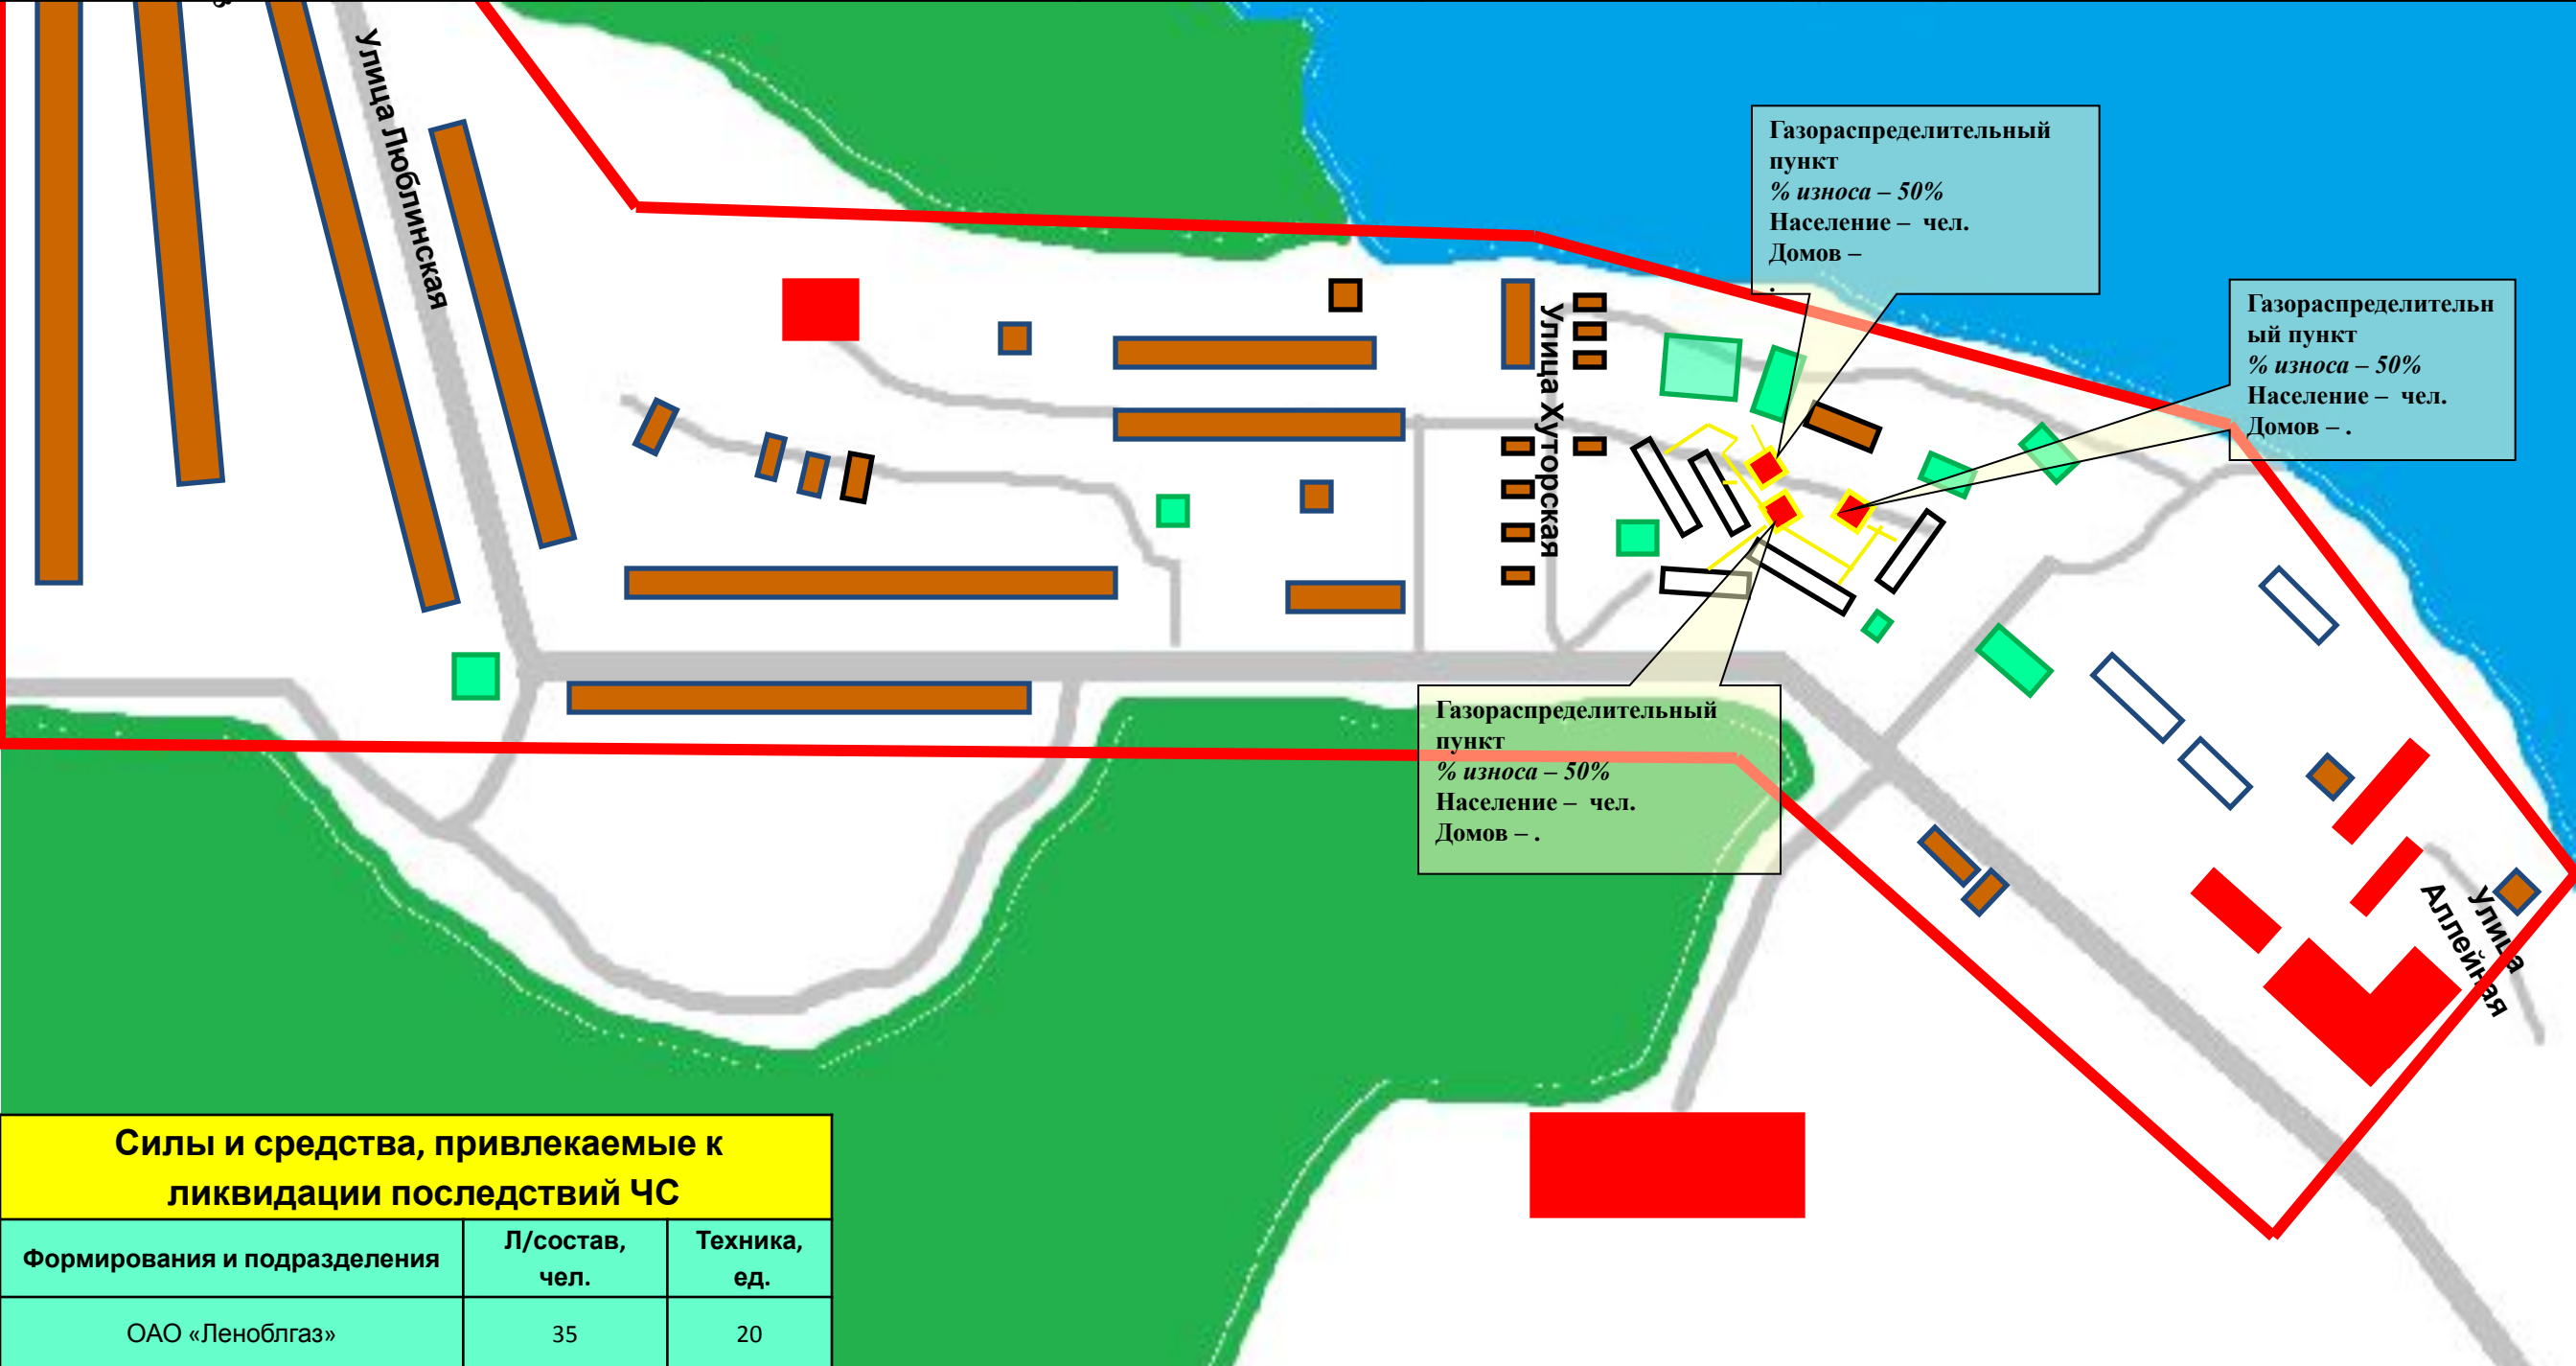 Улица Люблинская
Газораспределительный
пункт
% износа – 50%
Население –  чел.
Домов –
.
Газораспределительн
ый пункт
% износа – 50%
Население –  чел.
Домов – .
Улица Хуторская
Газораспределительный
пункт
% износа – 50%
Население –  чел.
Домов – .
Улица
Аллейная
Силы и средства, привлекаемые к
ликвидации последствий ЧС
Формирования и подразделения
Л/состав,
чел.
Техника,
ед.
ОАО «Леноблгаз»
35
20